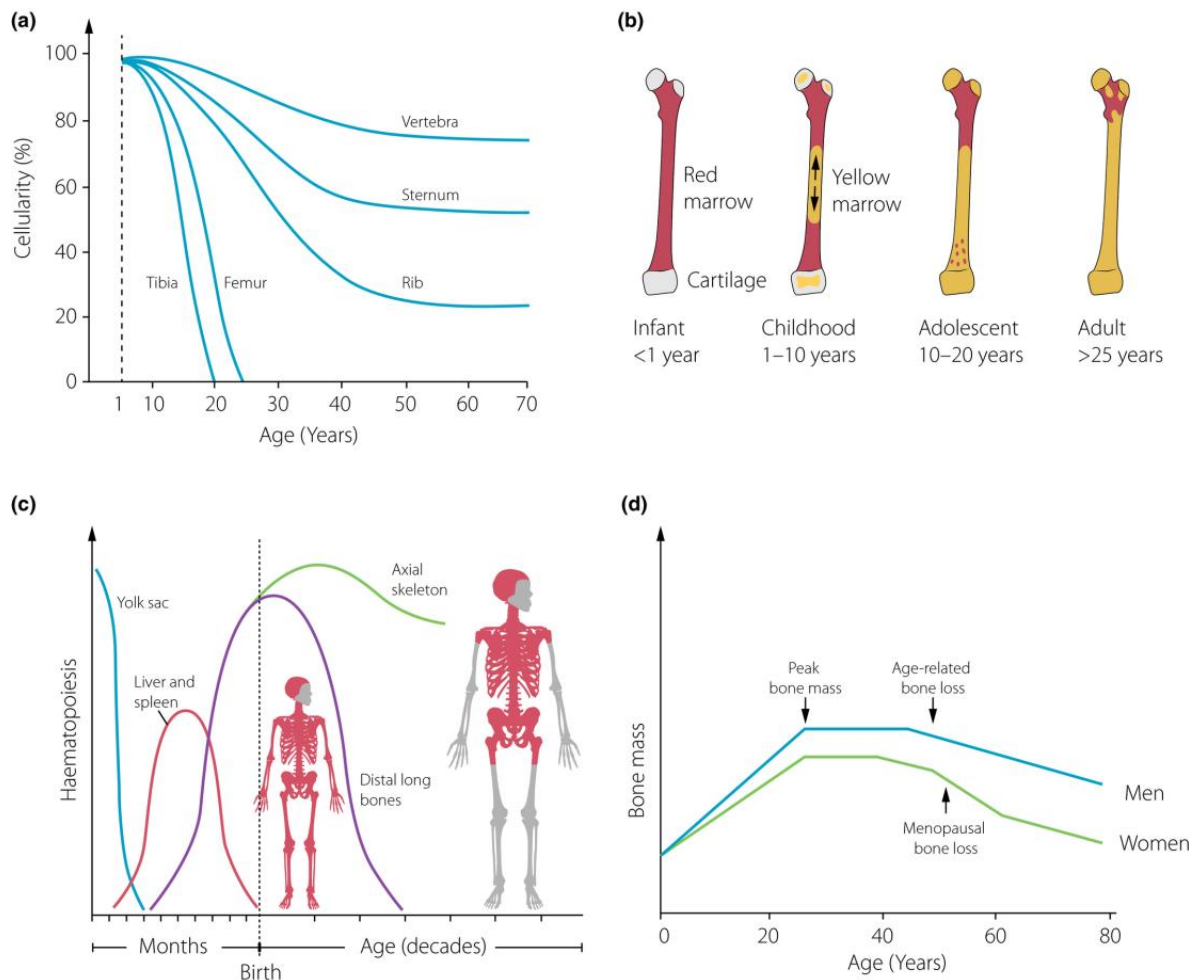 (a)
100
80
60
40
20
0
Cellularity (%)
Vertebra
Sternum
Rib
Tibia
Femur
1 10 20 30 40 50 60 70
Age (Years)
(b)
Red
marrow
Yellow
marrow
Cartilage
Infant
<1 year
Childhood
1–10 years
Adolescent
10–20 years
Adult
>25 years
(c)
Haematopoiesis
Yolk sac
Liver and
spleen
Axial
skeleton
Distal long
bones
Months
Birth
Age (decades)
(d)
Bone mass
Peak
bone mass
Age-related
bone loss
Menopausal
bone loss
Men
Women
0 20 40 60 80
Age (Years)